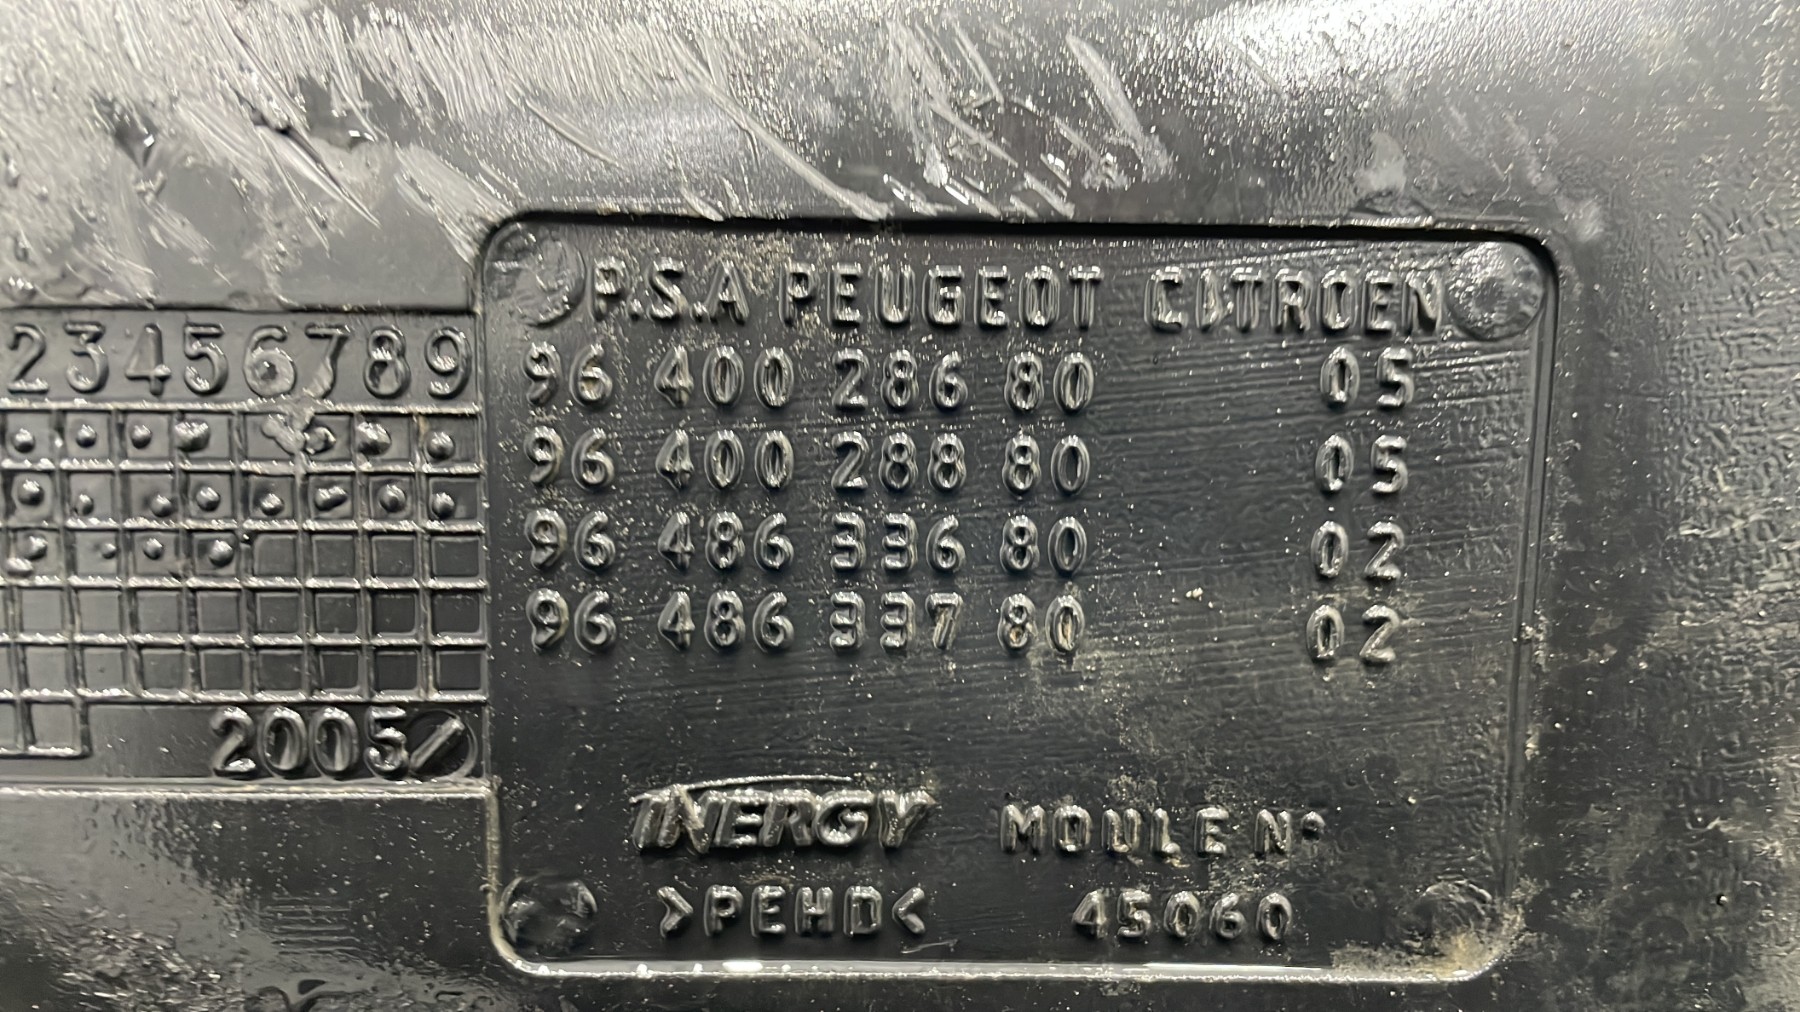 P.S.A PEUGEOT CITROEN
96 400 286 80 05
96 400 288 80 05
96 486 336 80 02
96 486 337 80 02
23456789
2005
INERGY MOULE N°
>PEHD< 45060